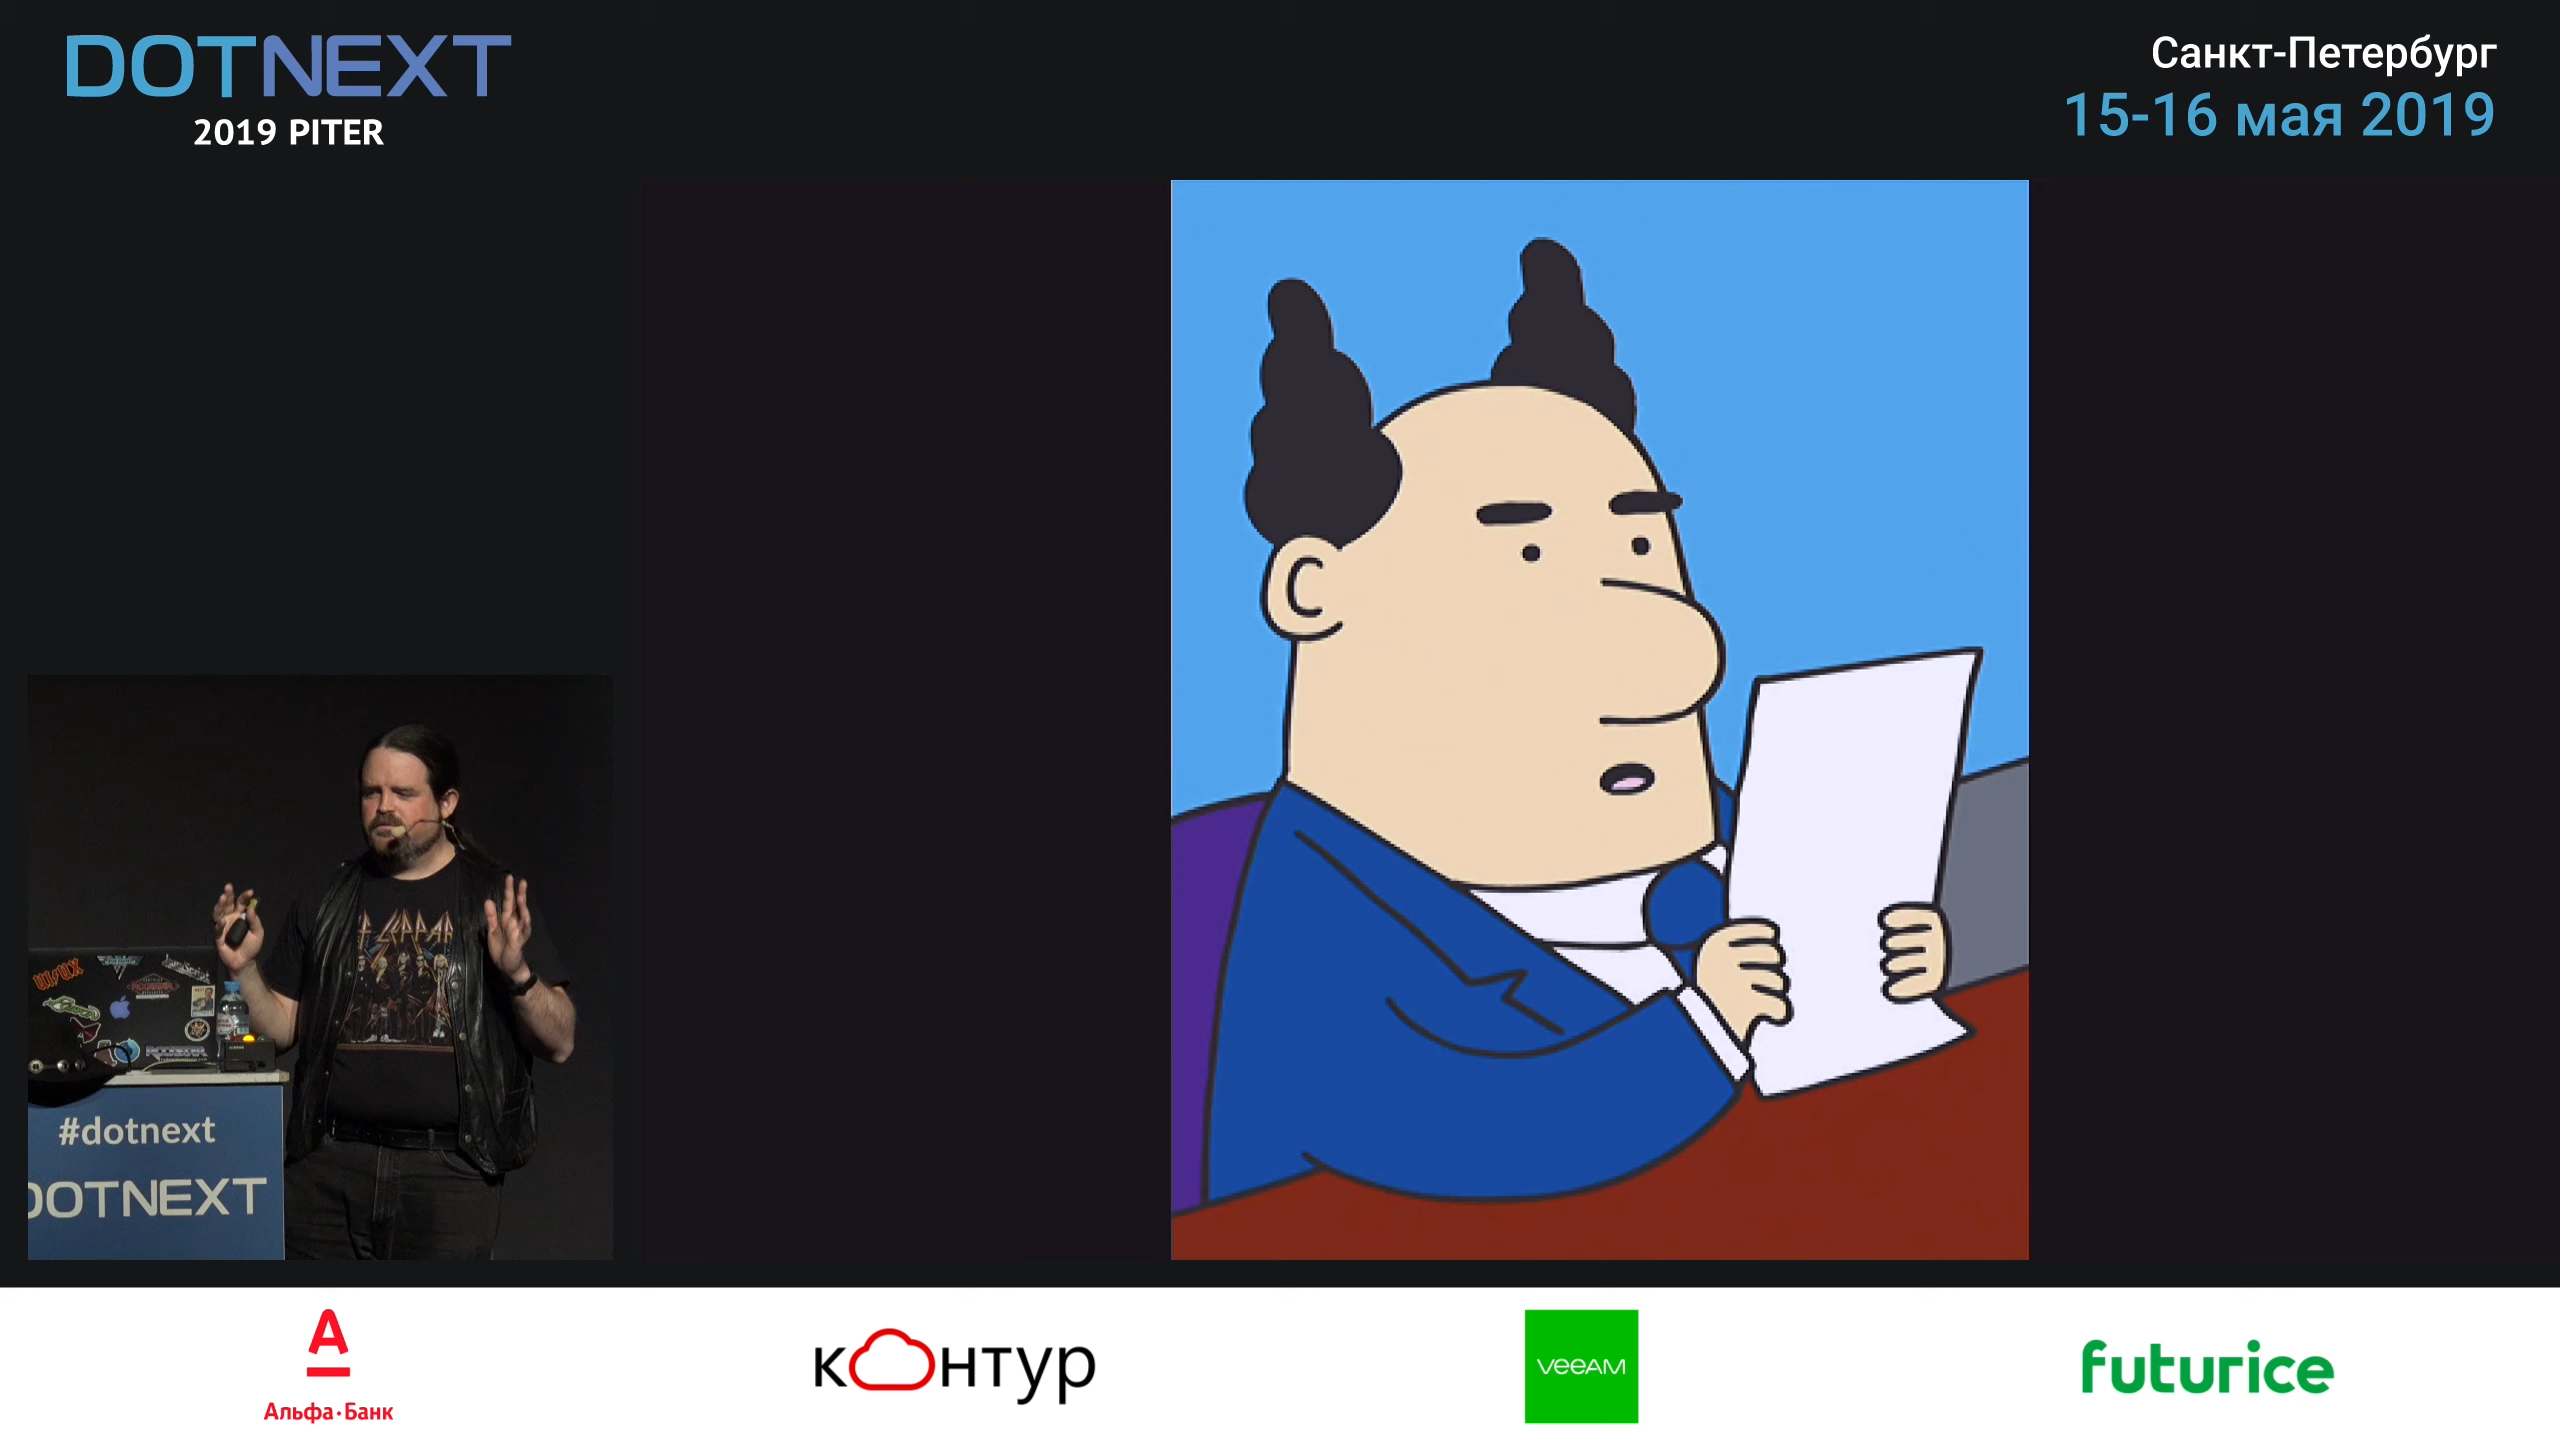 DOTNEXT
2019 PITER
Санкт-Петербург
15-16 мая 2019
#dotnext
DOTNEXT
А
Альфа·Банк
контур
veeAM
futurice